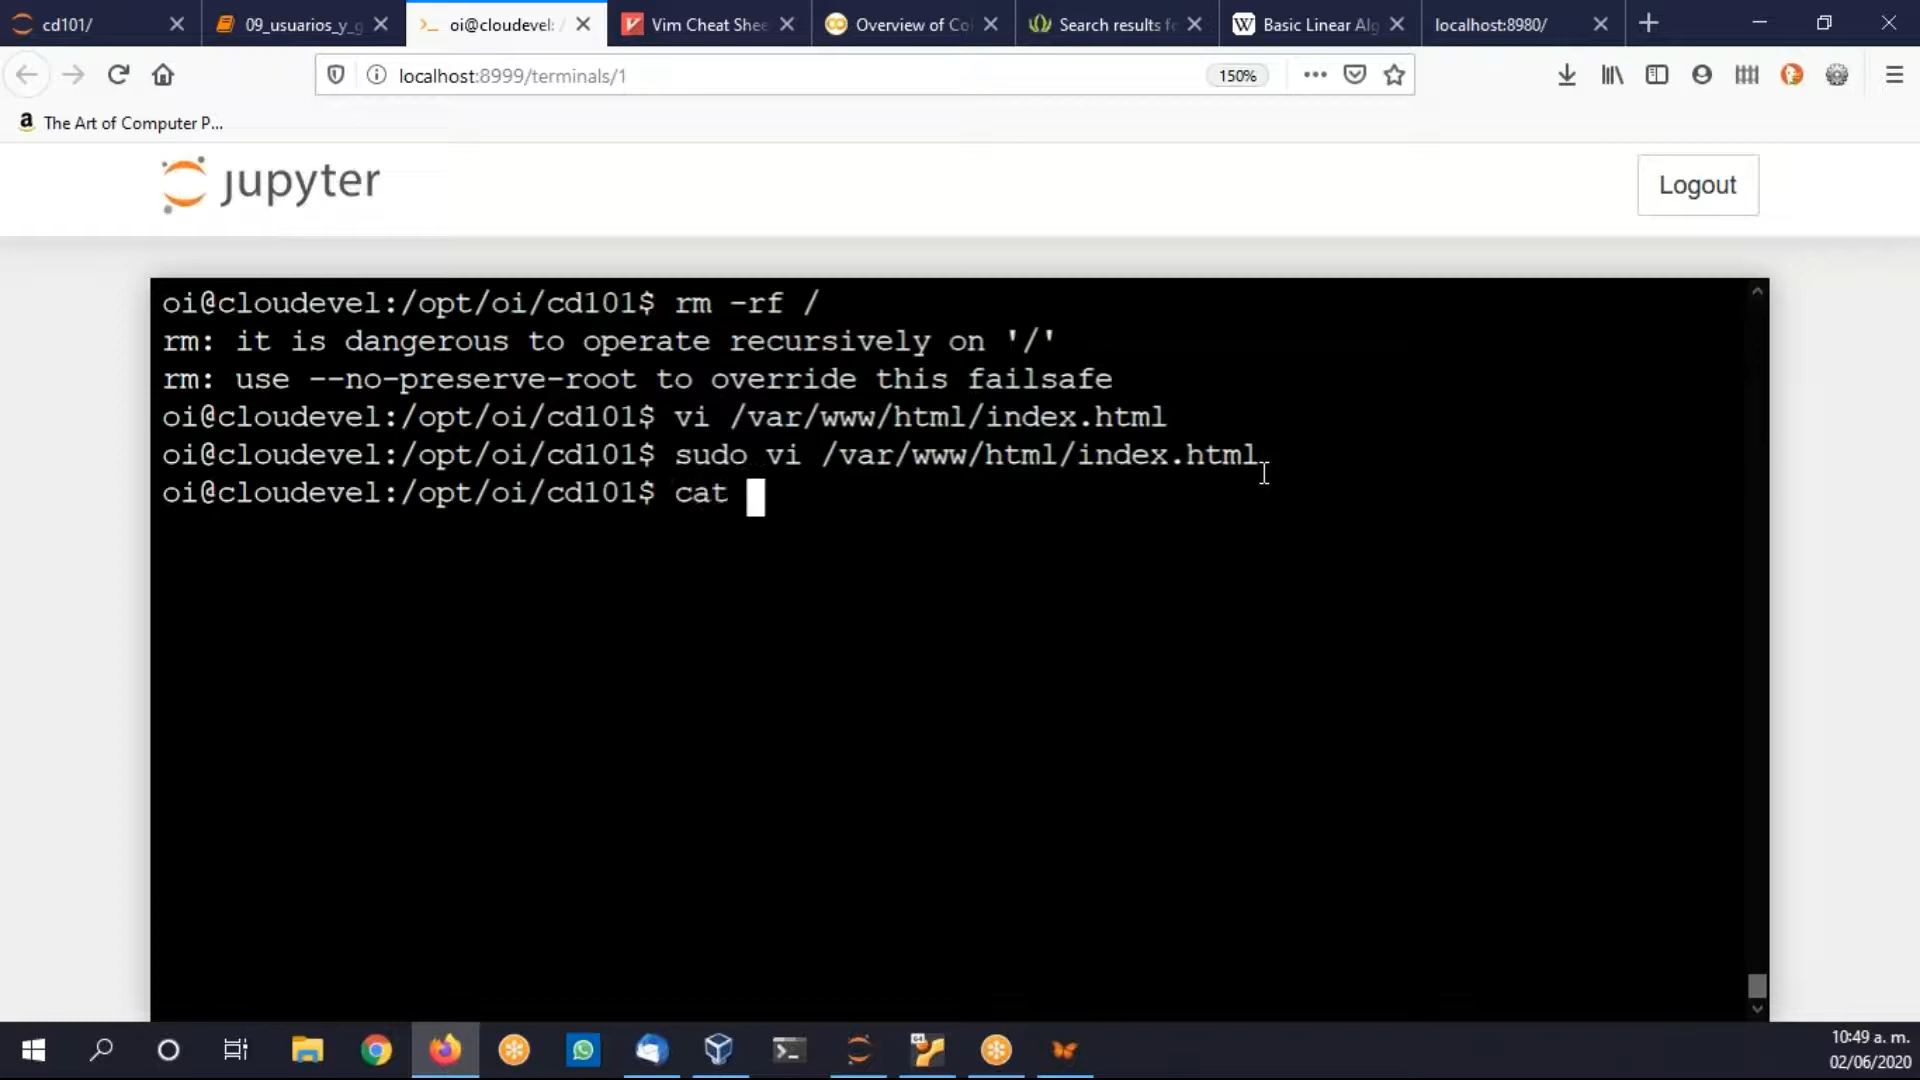 cd101/
09_usuarios_y_g
oi@cloudevel: /
Vim Cheat Shee
Overview of Co
Search results fo
Basic Linear Alg
localhost:8980/
localhost:8999/terminals/1
150%
The Art of Computer P...
jupyter
Logout
oi@cloudevel:/opt/oi/cd101$ rm -rf /
rm: it is dangerous to operate recursively on '/'
rm: use --no-preserve-root to override this failsafe
oi@cloudevel:/opt/oi/cd101$ vi /var/www/html/index.html
oi@cloudevel:/opt/oi/cd101$ sudo vi /var/www/html/index.html
oi@cloudevel:/opt/oi/cd101$ cat
10:49 a. m.
02/06/2020